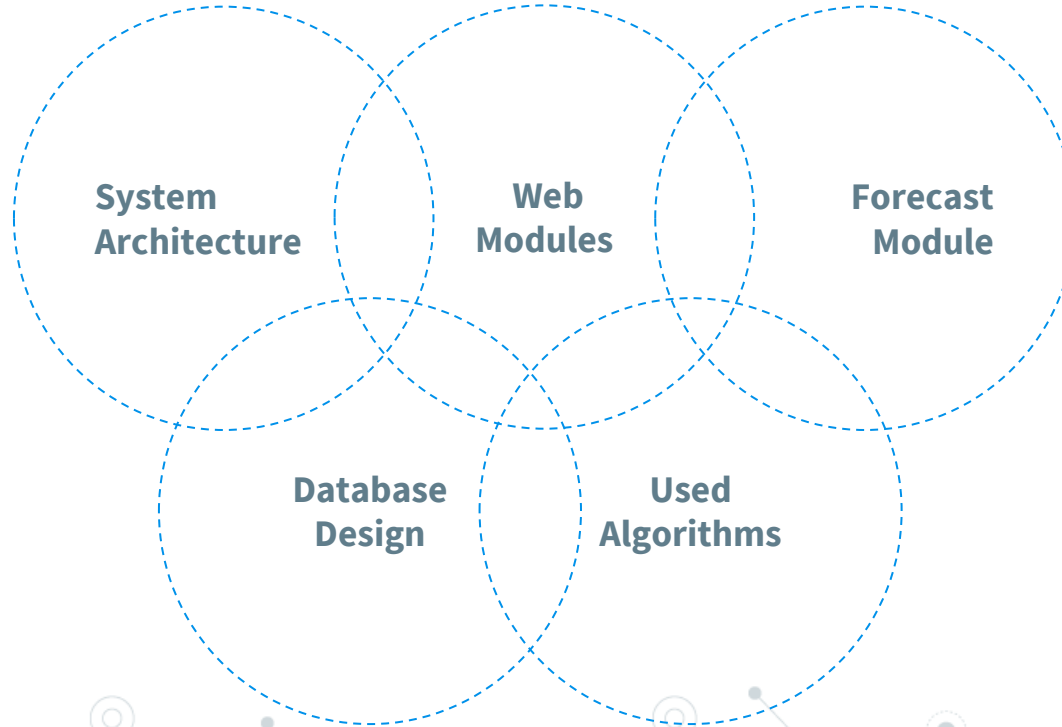 System
Architecture
Web
Modules
Forecast
Module
Database
Design
Used
Algorithms